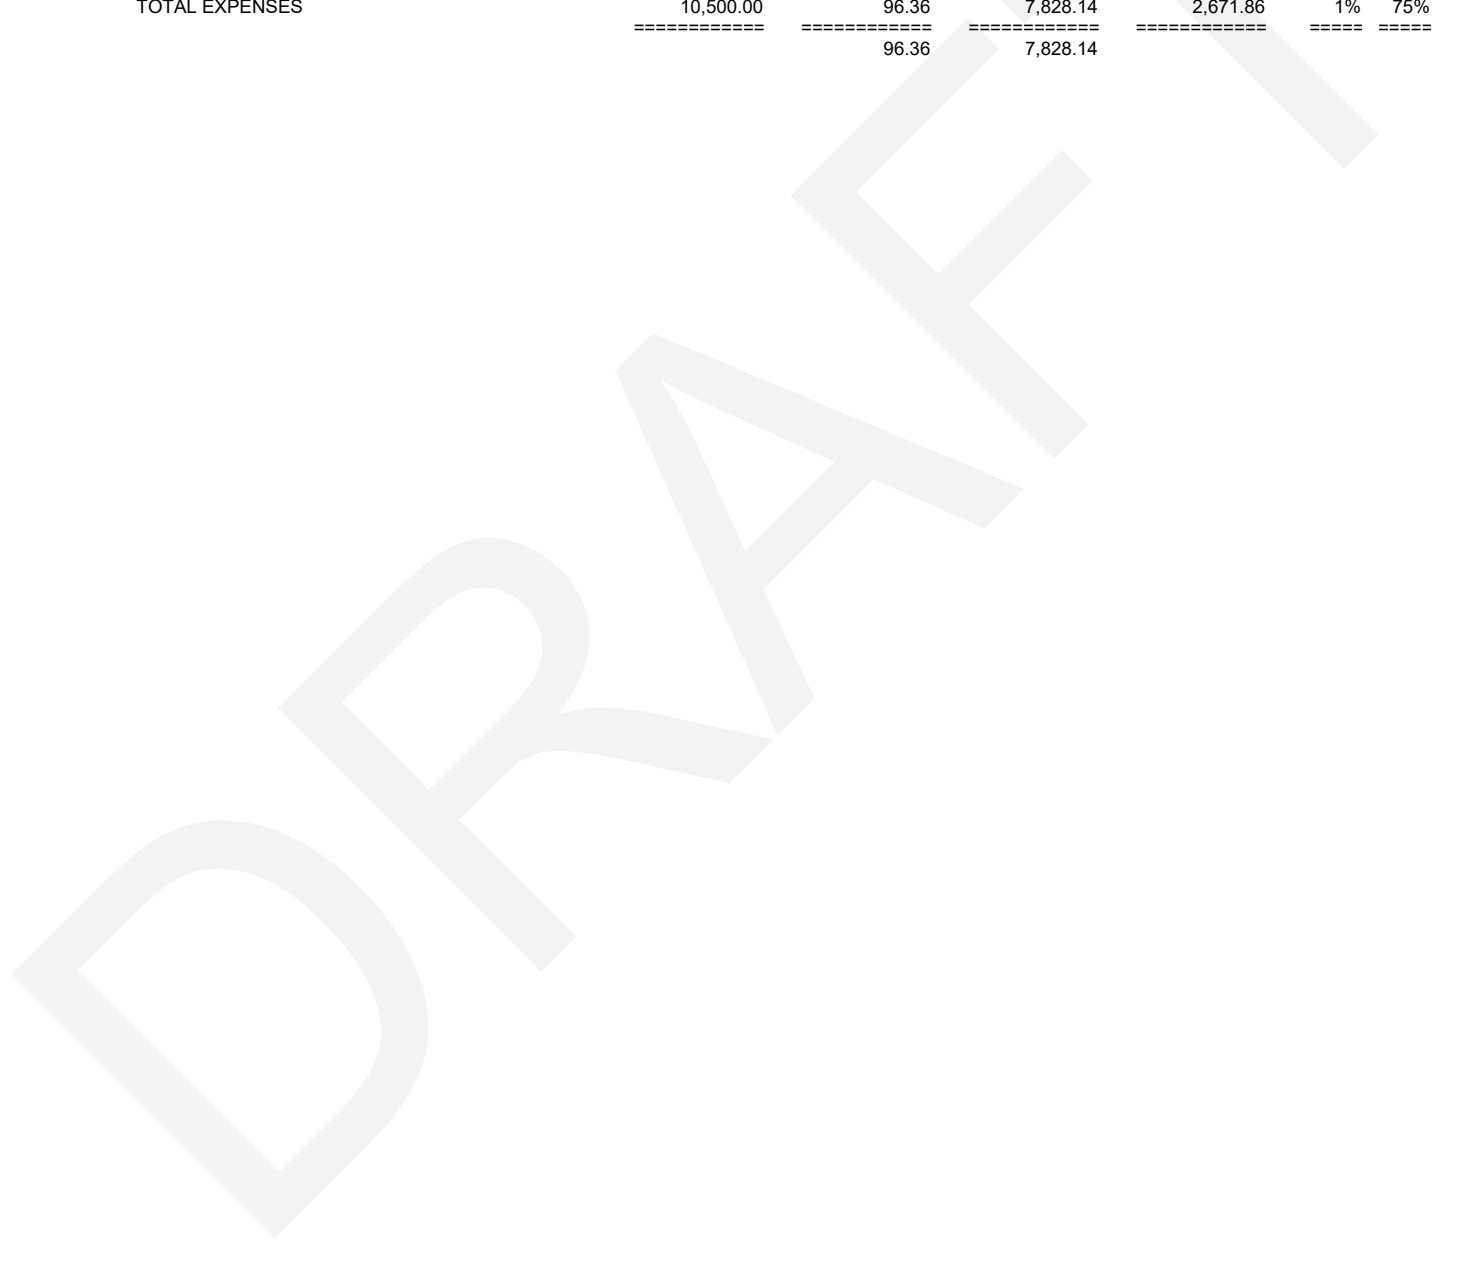 TOTAL EXPENSES 10,500.00 96.36 7,828.14 2,671.86 1% 75%
============ ============ ============ ============ ===== =====
96.36 7,828.14
DRAFT